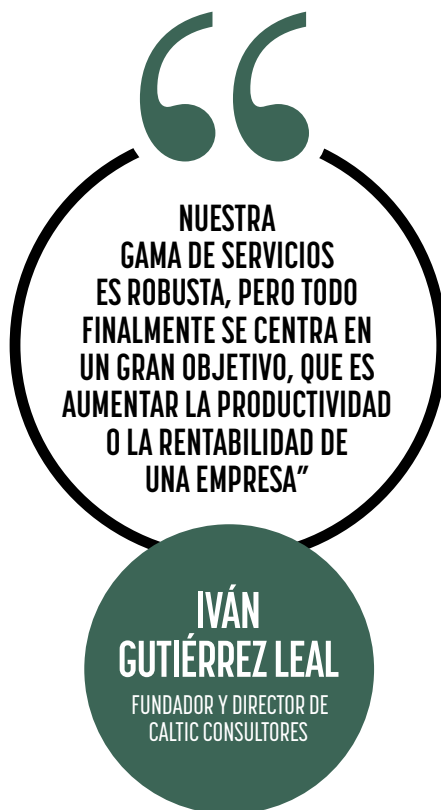 “
NUESTRA
GAMA DE SERVICIOS
ES ROBUSTA, PERO TODO
FINALMENTE SE CENTRA EN
UN GRAN OBJETIVO, QUE ES
AUMENTAR LA PRODUCTIVIDAD
O LA RENTABILIDAD DE
UNA EMPRESA”
IVÁN
GUTIÉRREZ LEAL
FUNDADOR Y DIRECTOR DE
CALTIC CONSULTORES